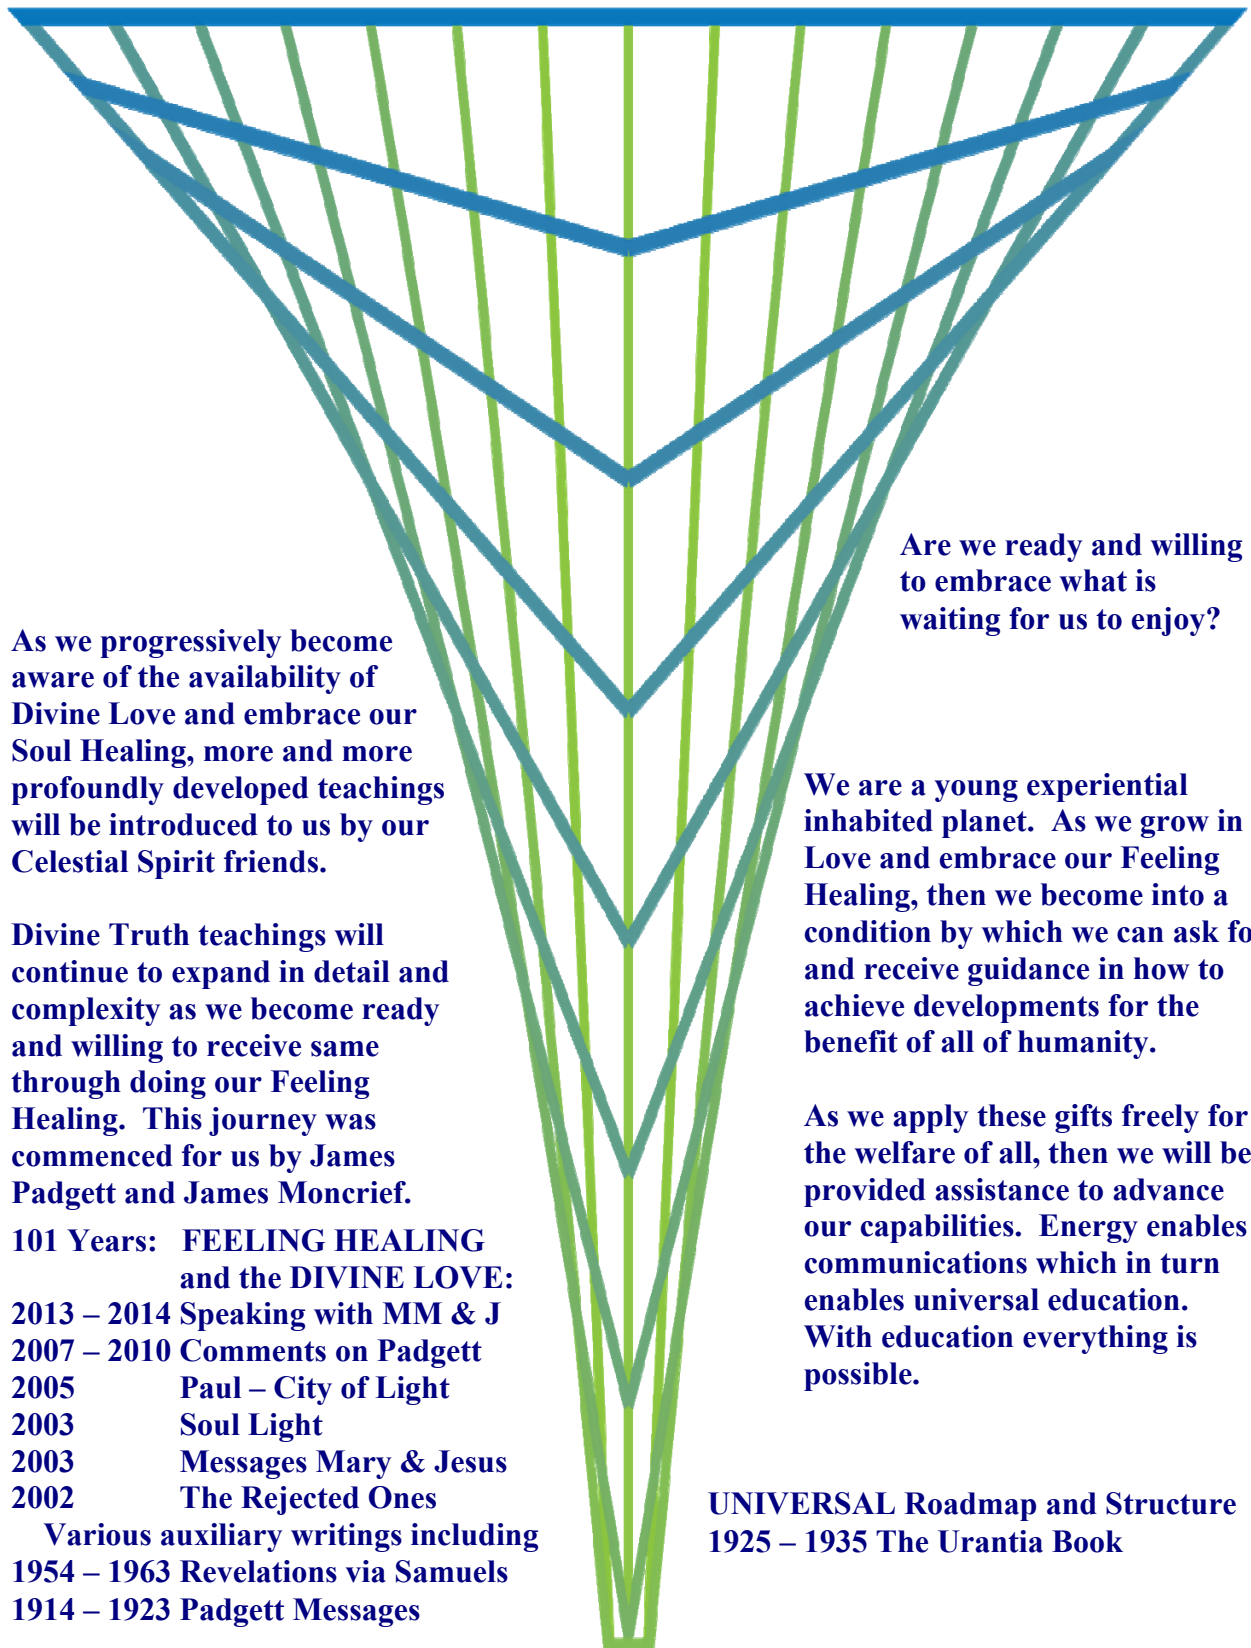 Are we ready and willing
to embrace what is
waiting for us to enjoy?
As we progressively become
aware of the availability of
Divine Love and embrace our
Soul Healing, more and more
profoundly developed teachings
will be introduced to us by our
Celestial Spirit friends.
Divine Truth teachings will
continue to expand in detail and
complexity as we become ready
and willing to receive same
through doing our Feeling
Healing.  This journey was
commenced for us by James
Padgett and James Moncrief.
101 Years:   FEELING HEALING
and the DIVINE LOVE:
2013 – 2014 Speaking with MM & J
2007 – 2010 Comments on Padgett
2005 Paul – City of Light
2003 Soul Light
2003 Messages Mary & Jesus
2002 The Rejected Ones
Various auxiliary writings including
1954 – 1963 Revelations via Samuels
1914 – 1923 Padgett Messages
We are a young experiential
inhabited planet.  As we grow in
Love and embrace our Feeling
Healing, then we become into a
condition by which we can ask fo
and receive guidance in how to
achieve developments for the
benefit of all of humanity.
As we apply these gifts freely for
the welfare of all, then we will be
provided assistance to advance
our capabilities.  Energy enables
communications which in turn
enables universal education.
With education everything is
possible.
UNIVERSAL Roadmap and Structure
1925 – 1935 The Urantia Book